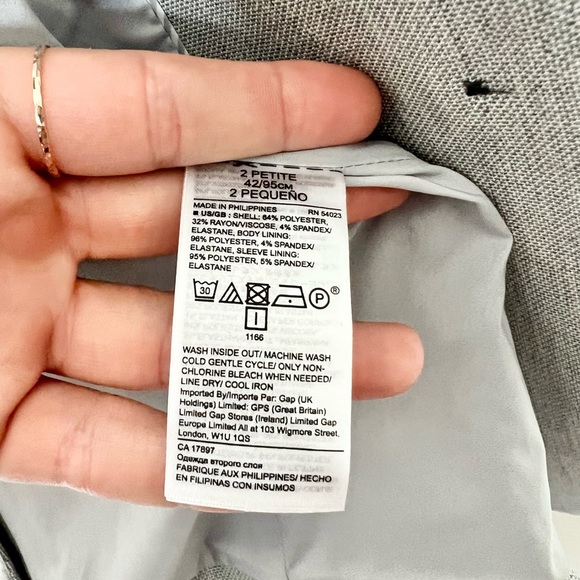 2 PETITE
42/95CM
2 PEQUEÑO
MADE IN PHILIPPINES RN 54023
■ US/GB : SHELL: 64% POLYESTER,
32% RAYON/VISCOSE, 4% SPANDEX/
ELASTANE, BODY LINING:
96% POLYESTER, 4% SPANDEX/
ELASTANE, SLEEVE LINING:
95% POLYESTER, 5% SPANDEX/
ELASTANE
30 P ®
1166
WASH INSIDE OUT/ MACHINE WASH
COLD GENTLE CYCLE/ ONLY NON-
CHLORINE BLEACH WHEN NEEDED/
LINE DRY/ COOL IRON
Imported By/Importe Par: Gap (UK
Holdings) Limited: GPS (Great Britain)
Limited Gap Stores (Ireland) Limited Gap
Europe Limited All at 103 Wigmore Street.
London, W1U 1QS
CA 17897
Одежда второго слоя
FABRIQUE AUX PHILIPPINES/ HECHO
EN FILIPINAS CON INSUMOS